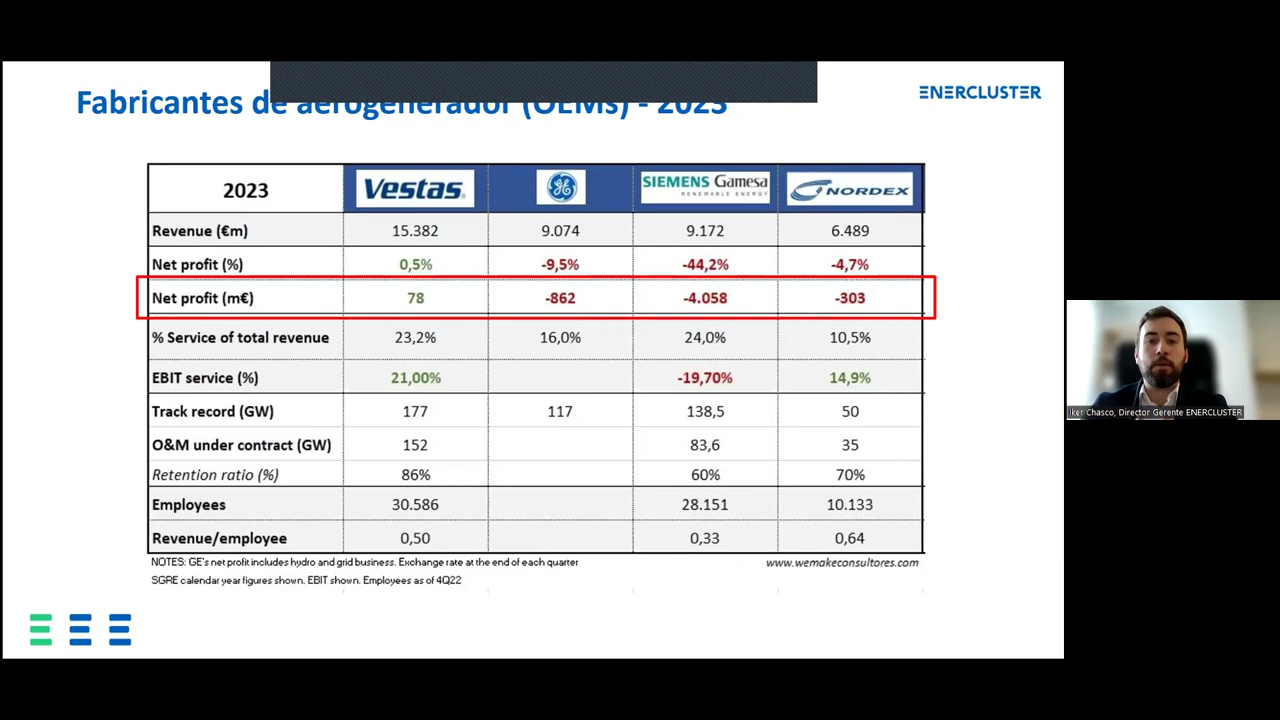 Fabricantes de aerogenerador (OEMs) - 2023
ENERCLUSTER
2023 Vestas. GE SIEMENS Gamesa RENEWABLE ENERGY NORDEX
Revenue (€m) 15.382 9.074 9.172 6.489
Net profit (%) 0,5% -9,5% -44,2% -4,7%
Net profit (m€) 78 -862 -4.058 -303
% Service of total revenue 23,2% 16,0% 24,0% 10,5%
EBIT service (%) 21,00% -19,70% 14,9%
Track record (GW) 177 117 138,5 50
O&M under contract (GW) 152 83,6 35
Retention ratio (%) 86% 60% 70%
Employees 30.586 28.151 10.133
Revenue/employee 0,50 0,33 0,64
NOTES: GE's net profit includes hydro and grid business. Exchange rate at the end of each quarter
www.wemakeconsultores.com
SGRE calendar year figures shown. EBIT shown. Employees as of 4Q22
Iker Chasco, Director Gerente ENERCLUSTER